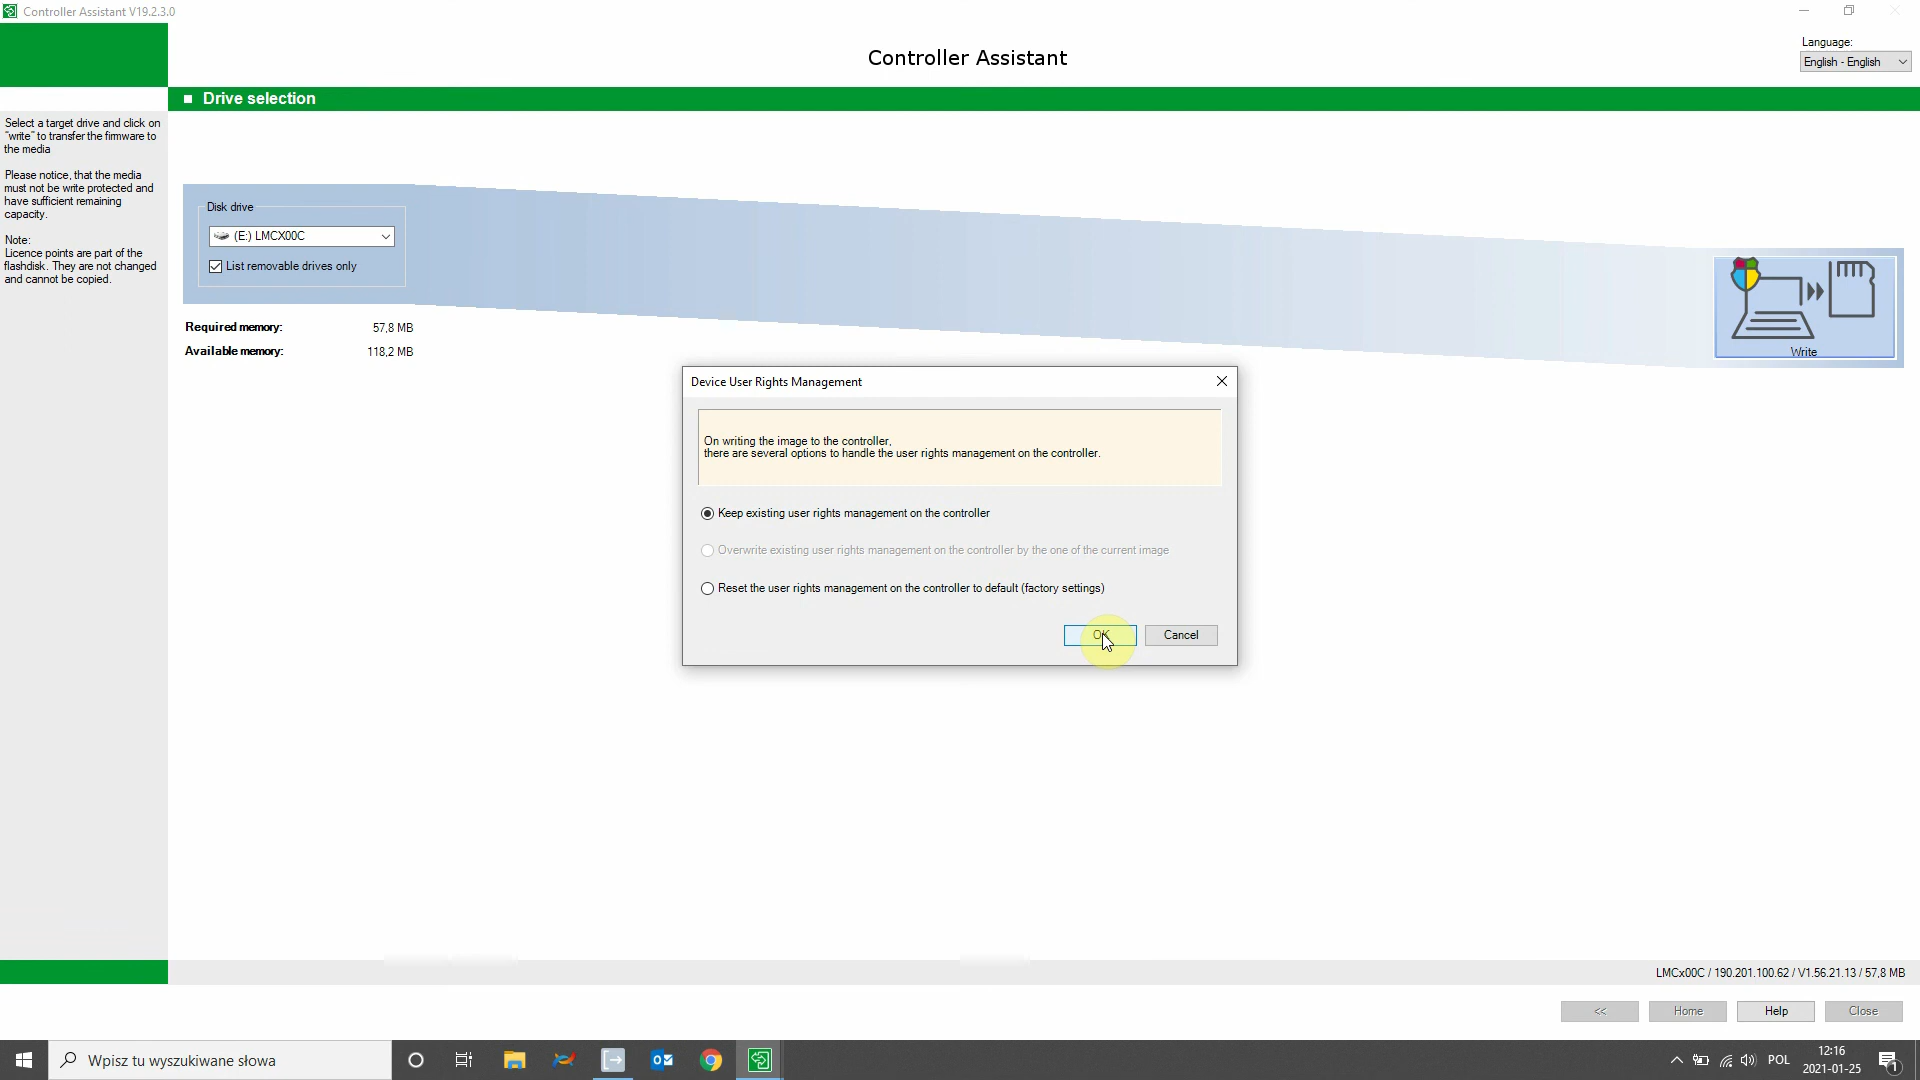 Controller Assistant V19.2.3.0
Controller Assistant
Language:
English - English
Drive selection
Select a target drive and click on
"write" to transfer the firmware to
the media
Please notice, that the media
must not be write protected and
have sufficient remaining
capacity.
Note:
Licence points are part of the
flashdisk. They are not changed
and cannot be copied.
Disk drive
(E:) LMCX00C
List removable drives only
Required memory: 57,8 MB
Available memory: 118,2 MB
Write
Device User Rights Management
On writing the image to the controller,
there are several options to handle the user rights management on the controller.
Keep existing user rights management on the controller
Overwrite existing user rights management on the controller by the one of the current image
Reset the user rights management on the controller to default (factory settings)
OK
Cancel
LMCx00C / 190.201.100.62 / V1.56.21.13 / 57,8 MB
<<
Home
Help
Close
Wpisz tu wyszukiwane słowa
POL
12:16
2021-01-25
1